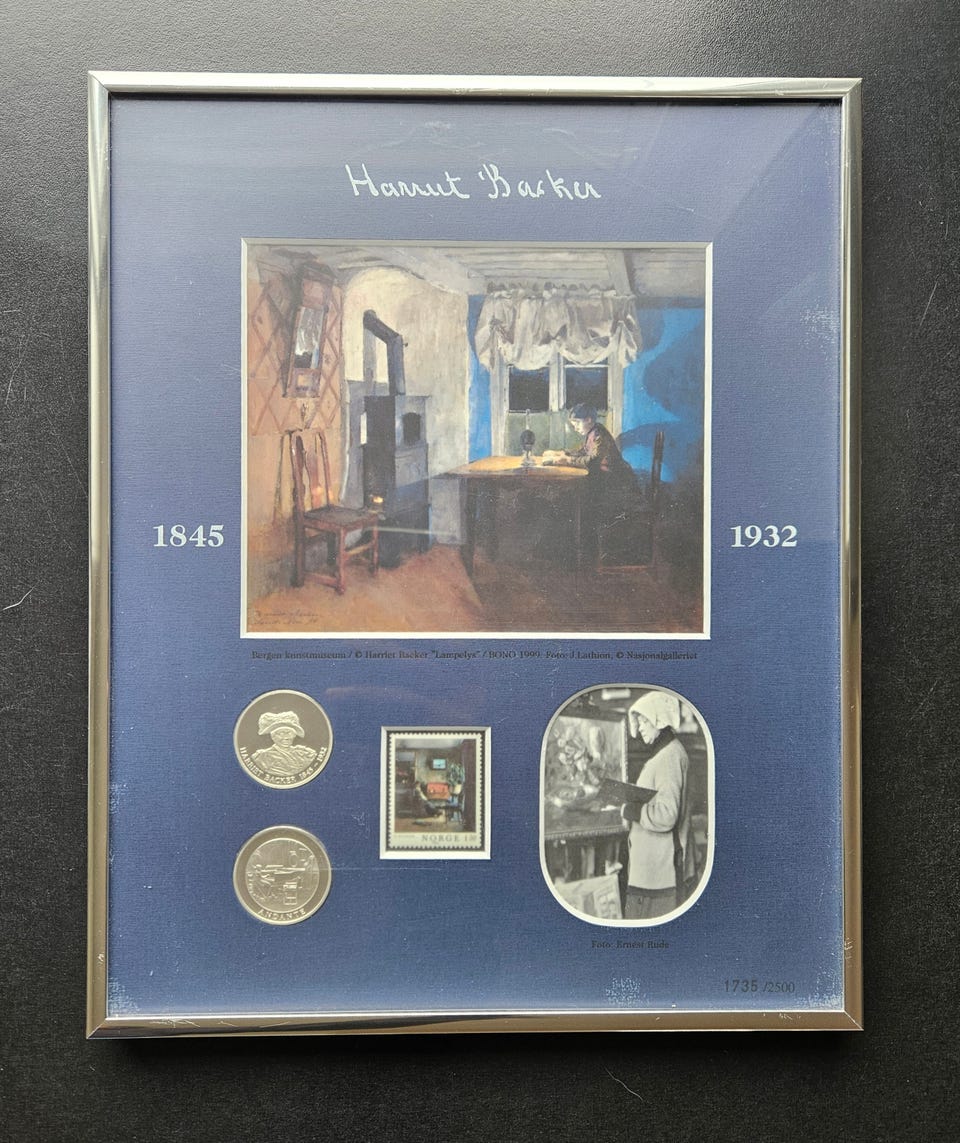 Harriet Backer
1845
1932
Bergen kunstmuseum / © Harriet Backer "Lampelys" / BONO 1999. Foto: J Lathion, © Nasjonalgalleriet
HARRIET BACKER 1845 - 1932
NORGE
ANDANTE
Foto: Ernest Rude
1735 /2500